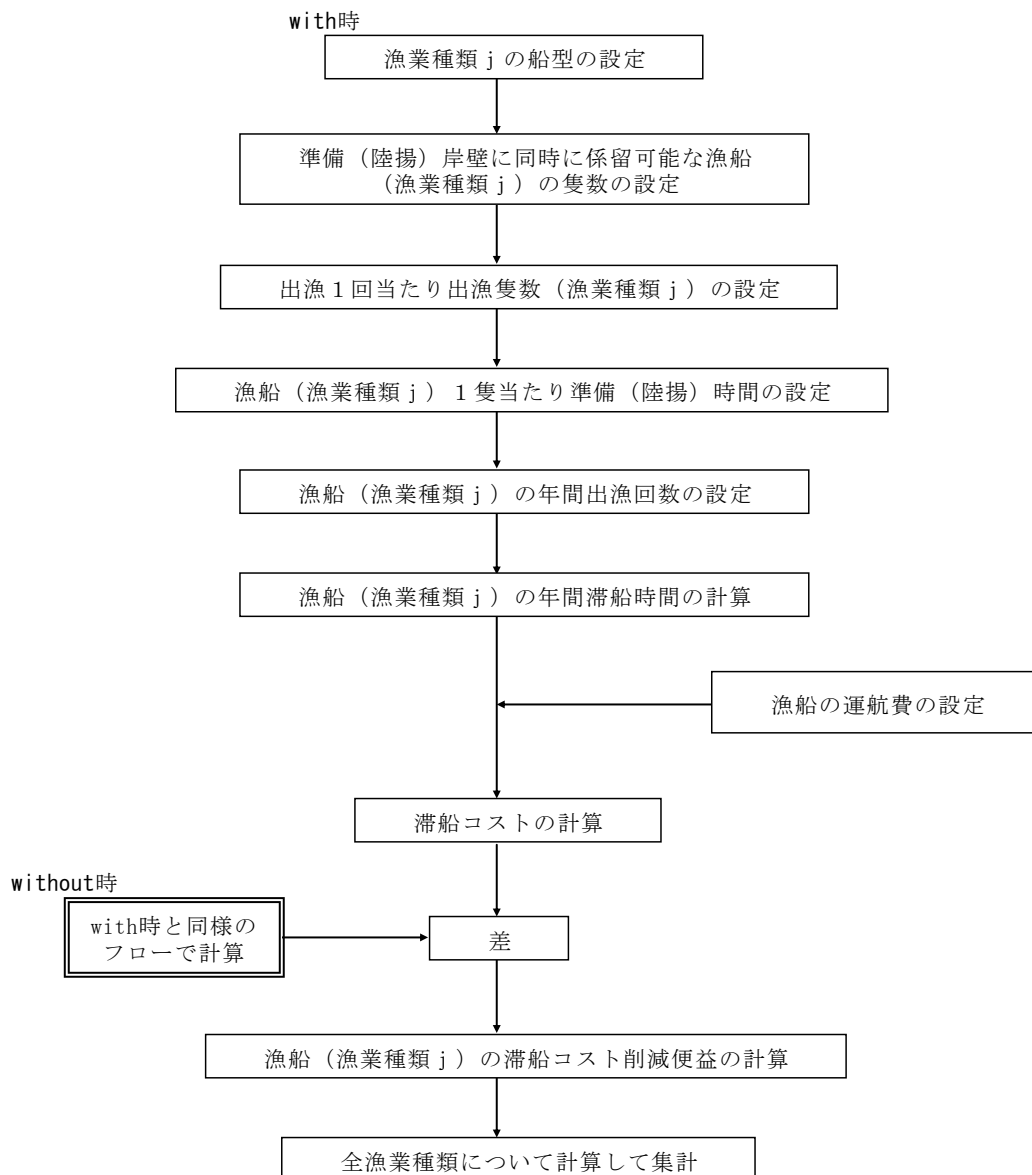 with時
漁業種類ｊの船型の設定
準備（陸揚）岸壁に同時に係留可能な漁船
（漁業種類ｊ）の隻数の設定
出漁１回当たり出漁隻数（漁業種類ｊ）の設定
漁船（漁業種類ｊ）１隻当たり準備（陸揚）時間の設定
漁船（漁業種類ｊ）の年間出漁回数の設定
漁船（漁業種類ｊ）の年間滞船時間の計算
漁船の運航費の設定
滞船コストの計算
without時
with時と同様の
フローで計算
差
漁船（漁業種類ｊ）の滞船コスト削減便益の計算
全漁業種類について計算して集計